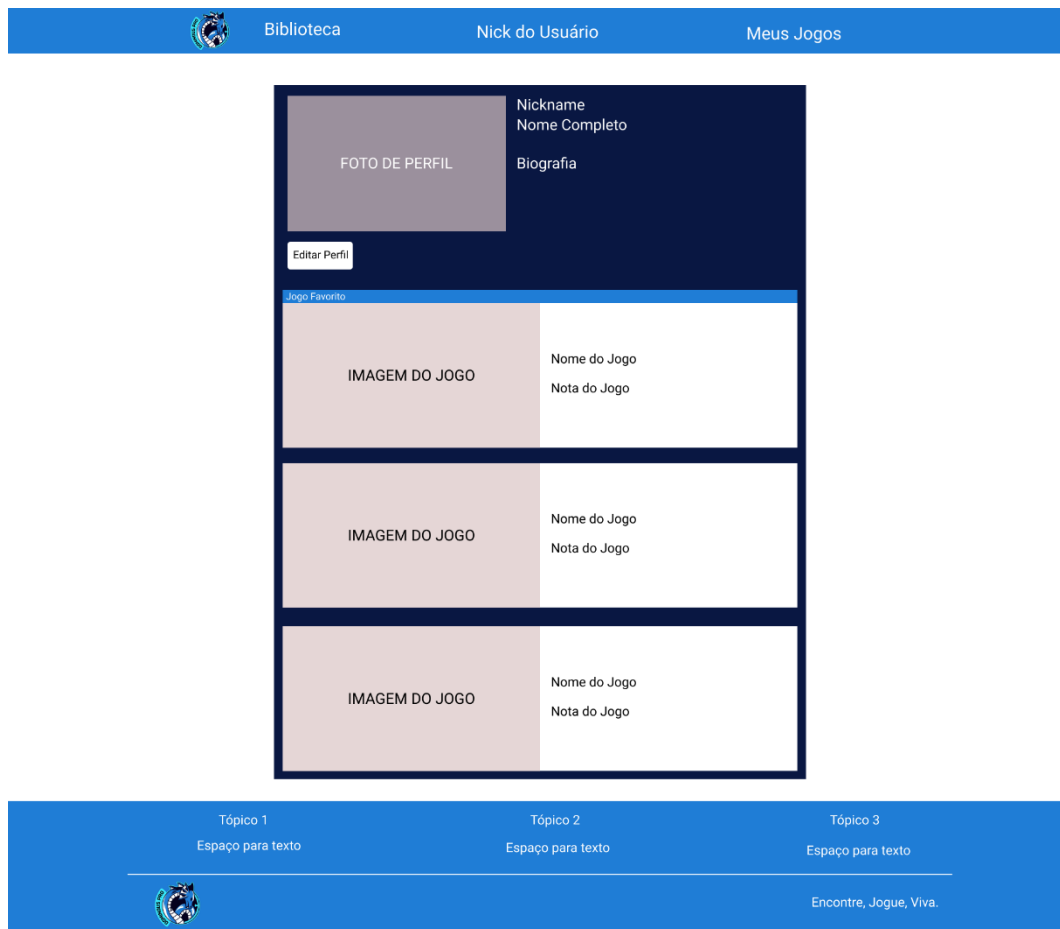 Biblioteca
Nick do Usuário
Meus Jogos
FOTO DE PERFIL
Nickname
Nome Completo
Biografia
Editar Perfil
Jogo Favorito
IMAGEM DO JOGO
Nome do Jogo
Nota do Jogo
IMAGEM DO JOGO
Nome do Jogo
Nota do Jogo
IMAGEM DO JOGO
Nome do Jogo
Nota do Jogo
Tópico 1
Espaço para texto
Tópico 2
Espaço para texto
Tópico 3
Espaço para texto
Encontre, Jogue, Viva.